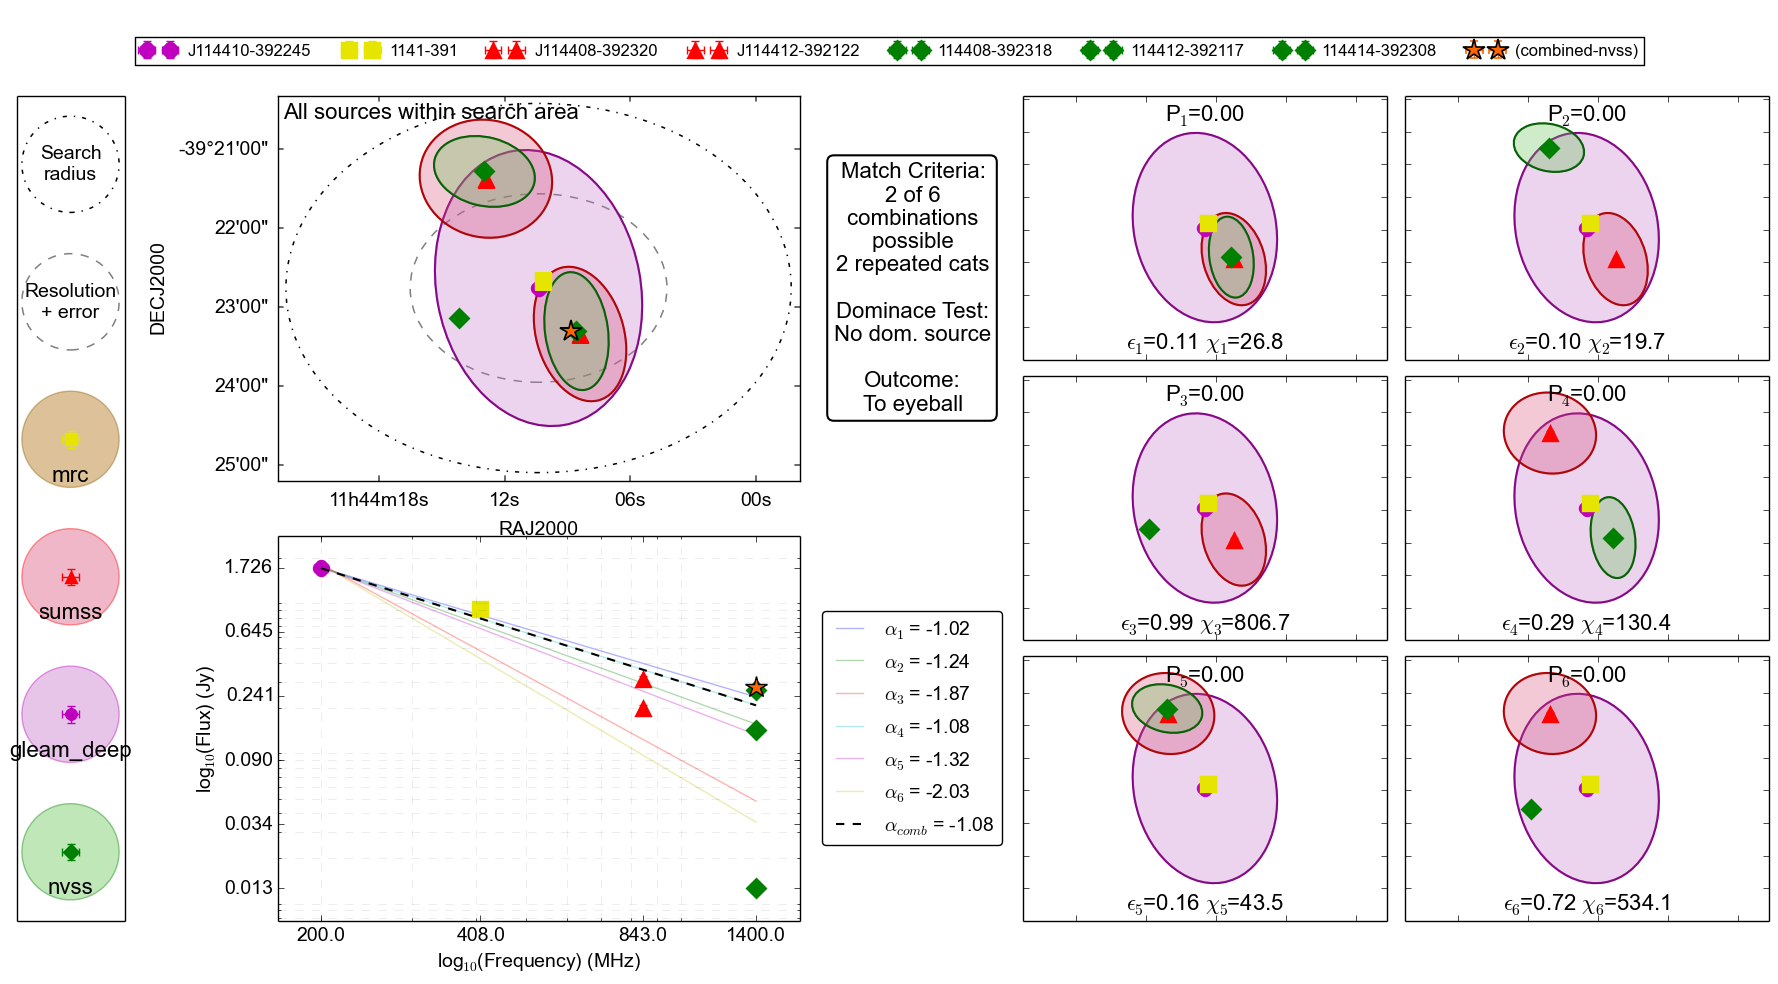 J114410-392245 1141-391 J114408-392320 J114412-392122 114408-392318 114412-392117 114414-392308 (combined-nvss)
Search
radius
Resolution
+ error
mrc
sumss
gleam_deep
nvss
All sources within search area
DECJ2000
-39°21'00"
22'00"
23'00"
24'00"
25'00"
11h44m18s 12s 06s 00s
RAJ2000
log10(Flux) (Jy)
1.726
0.645
0.241
0.090
0.034
0.013
200.0 408.0 843.0 1400.0
log10(Frequency) (MHz)
Match Criteria:
2 of 6
combinations
possible
2 repeated cats
Dominace Test:
No dom. source
Outcome:
To eyeball
α1 = -1.02
α2 = -1.24
α3 = -1.87
α4 = -1.08
α5 = -1.32
α6 = -2.03
αcomb = -1.08
P1=0.00
ϵ1=0.11 χ1=26.8
P2=0.00
ϵ2=0.10 χ2=19.7
P3=0.00
ϵ3=0.99 χ3=806.7
P4=0.00
ϵ4=0.29 χ4=130.4
P5=0.00
ϵ5=0.16 χ5=43.5
P6=0.00
ϵ6=0.72 χ6=534.1